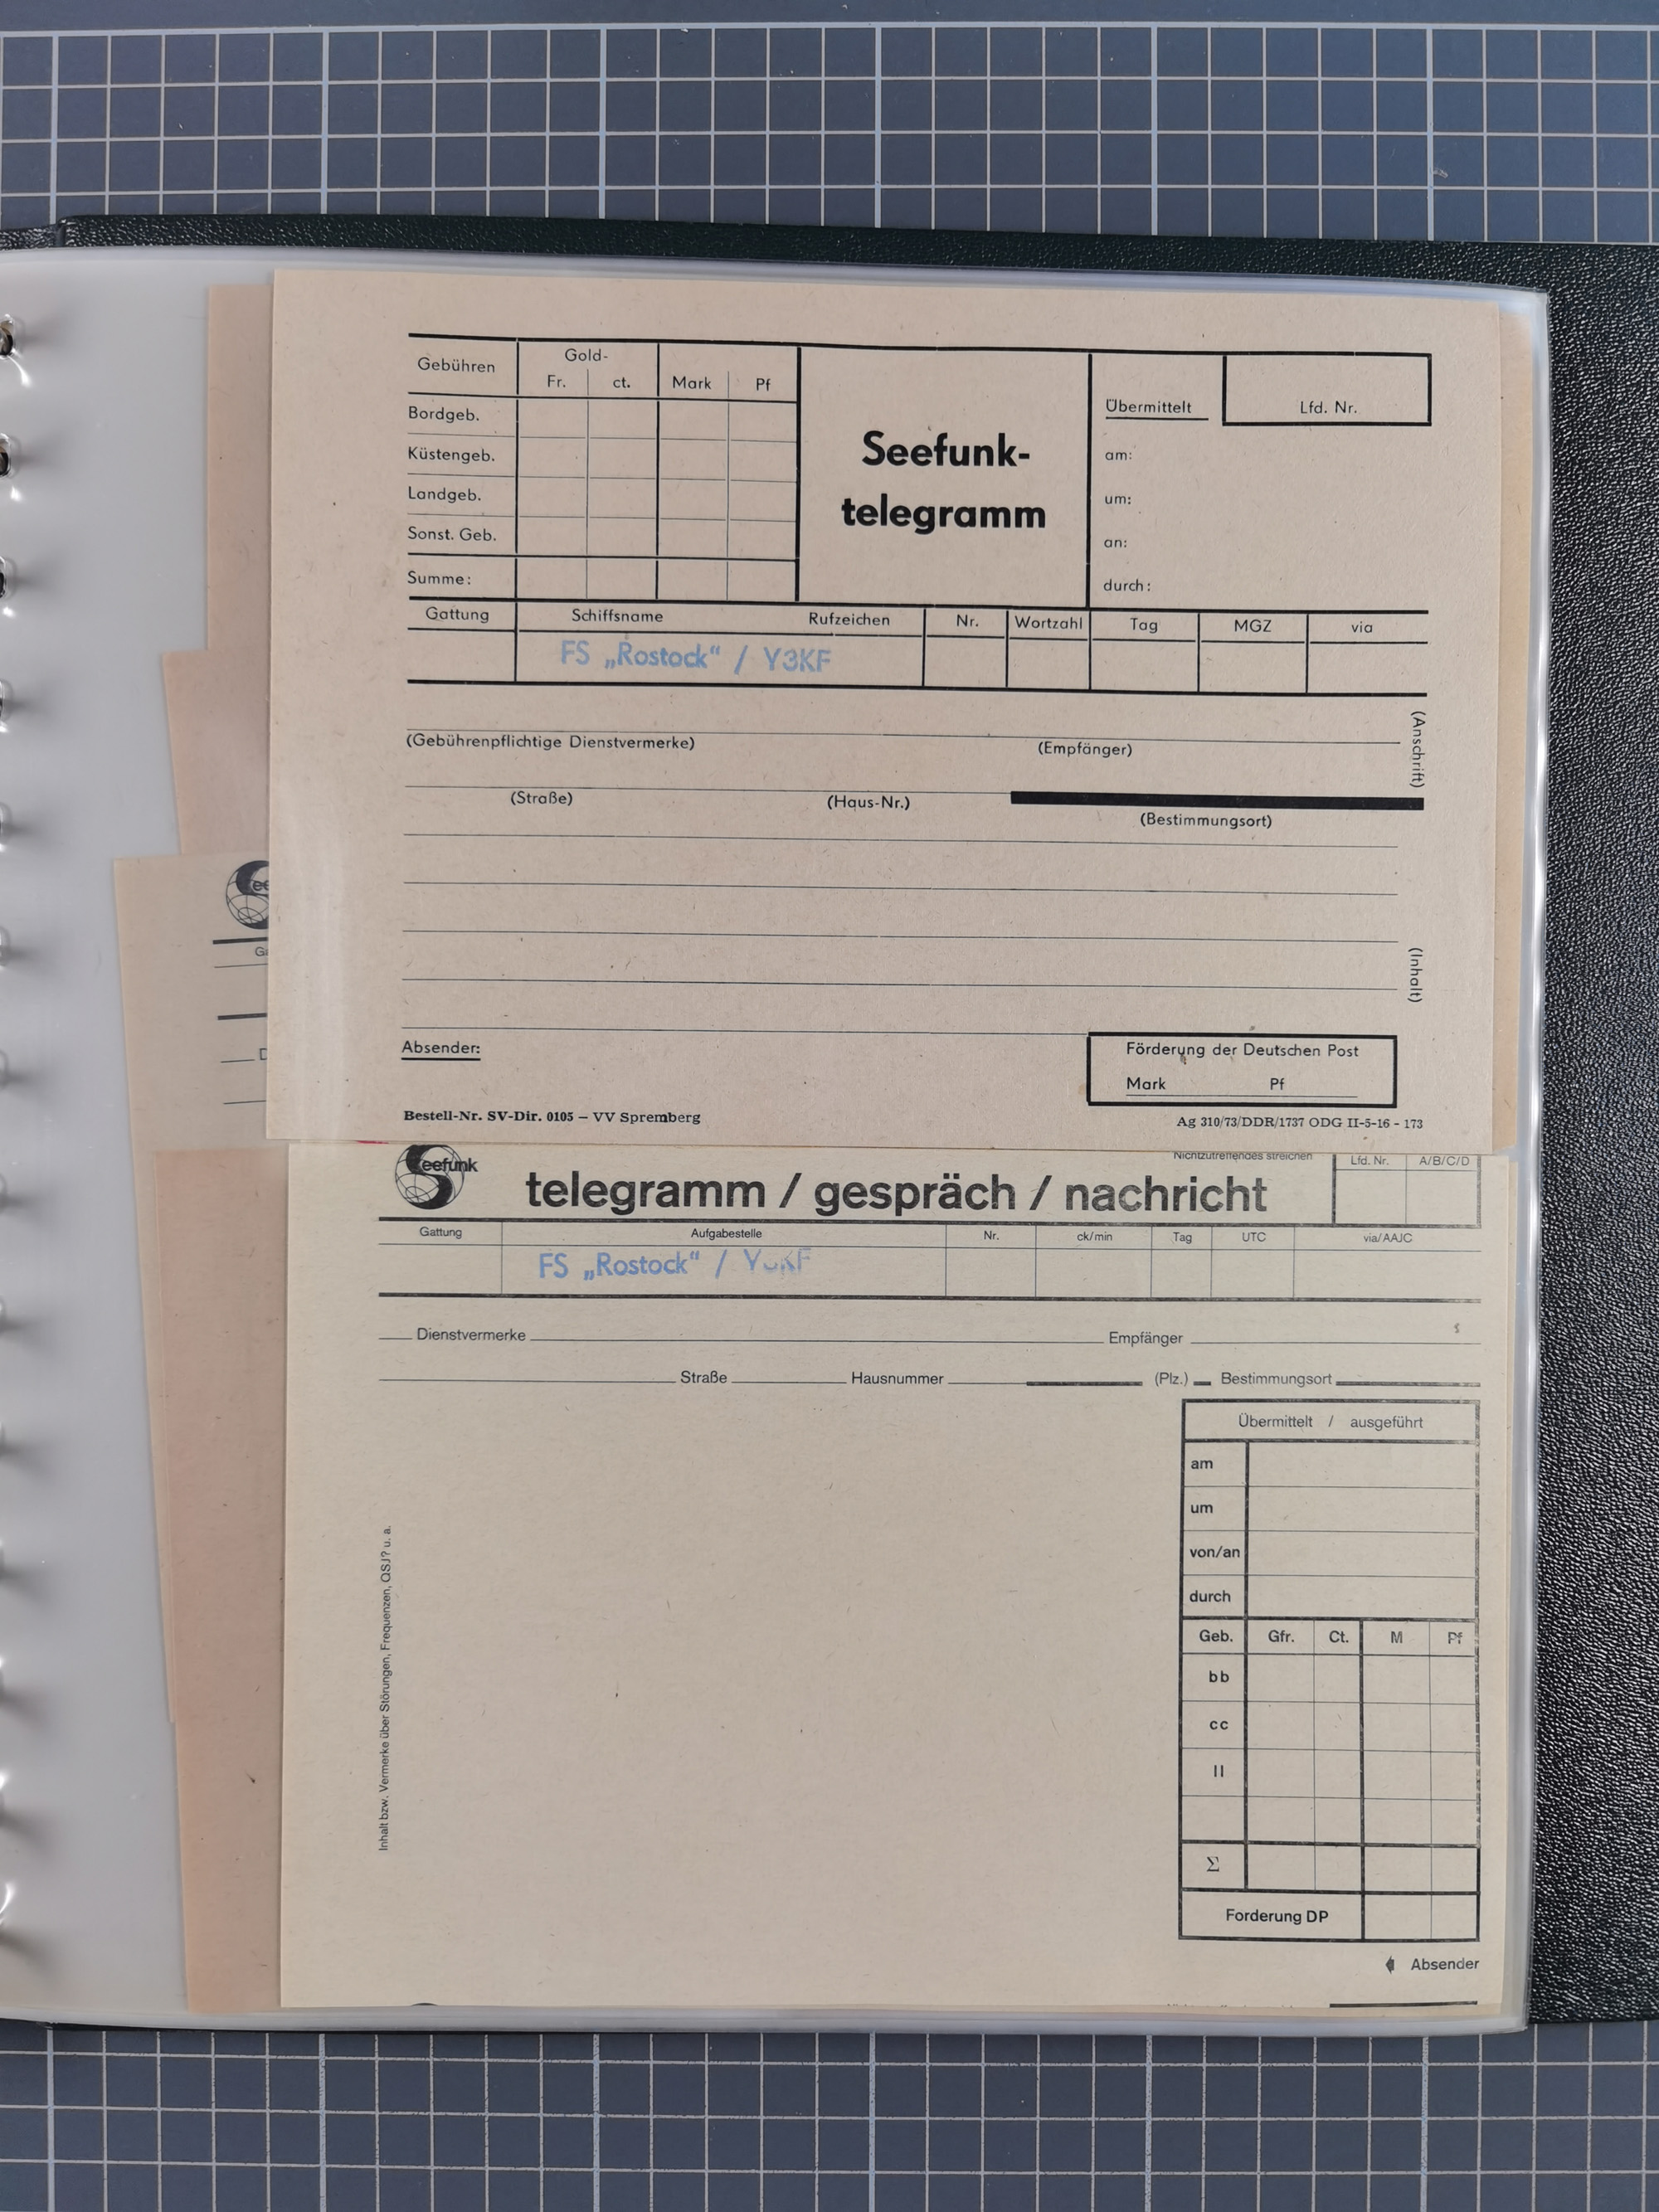 Gebühren
Gold-
Fr. ct. Mark Pf
Bordgeb.
Küstengeb.
Landgeb.
Sonst. Geb.
Summe:
Seefunk-
telegramm
Übermittelt
Lfd. Nr.
am:
um:
an:
durch:
Gattung Schiffsname Rufzeichen Nr. Wortzahl Tag MGZ via
FS „Rostock“ / Y3KF
(Gebührenpflichtige Dienstvermerke) (Empfänger)
(Anschrift)
(Straße) (Haus-Nr.) (Bestimmungsort)
(Inhalt)
Absender:
Förderung der Deutschen Post
Mark Pf
Bestell-Nr. SV-Dir. 0105 – VV Spremberg
Ag 310/73/DDR/1737 ODG II-5-16 - 173
Seefunk
telegramm / gespräch / nachricht
Nichtzutreffendes streichen
Lfd. Nr. A/B/C/D
Gattung Aufgabestelle Nr. ck/min Tag UTC via/AAJC
FS „Rostock“ /
Dienstvermerke Empfänger
Straße Hausnummer (Plz.) Bestimmungsort
Übermittelt / ausgeführt
am
um
von/an
durch
Geb. Gfr. Ct. M Pf
bb
cc
ll
Σ
Forderung DP
Absender
Inhalt bzw. Vermerke über Störungen, Frequenzen, QSJ? u. a.